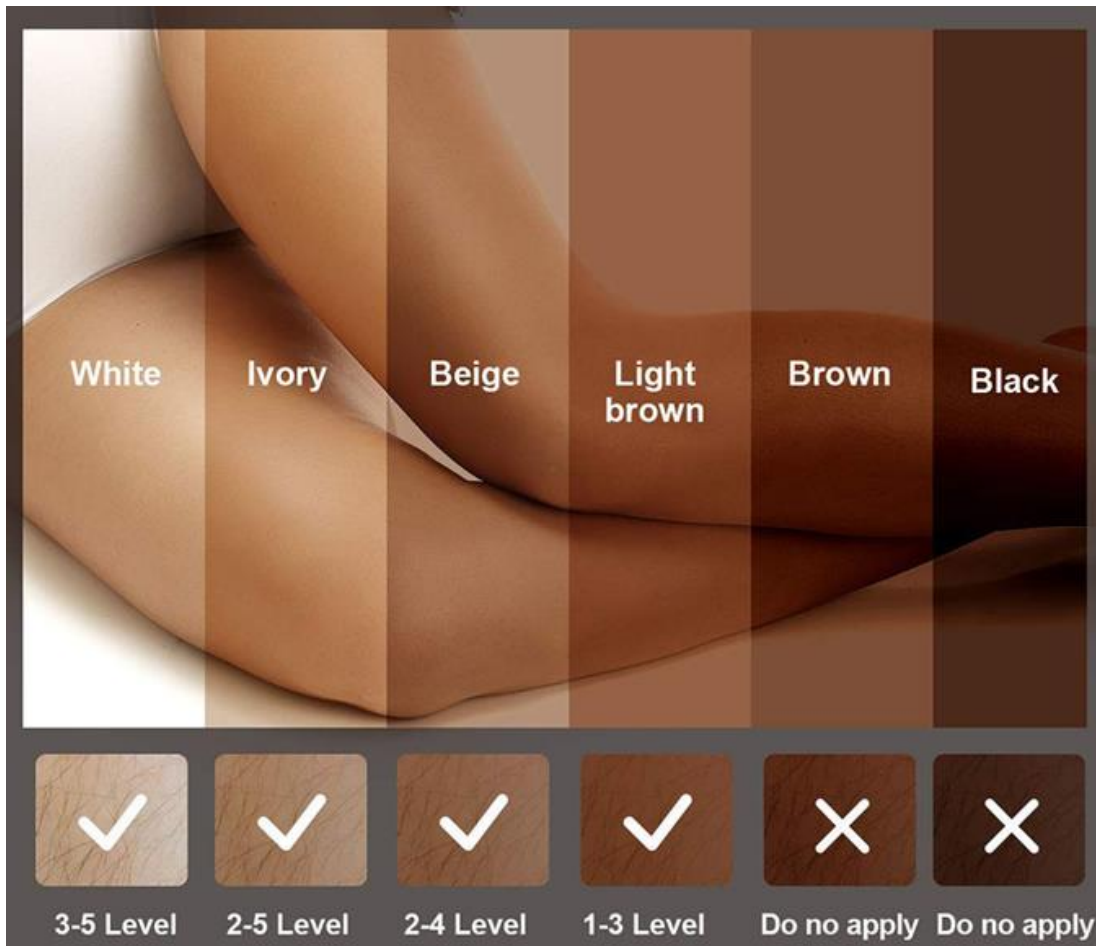 White
Ivory
Beige
Light
brown
Brown
Black
3-5 Level
2-5 Level
2-4 Level
1-3 Level
Do no apply
Do no apply